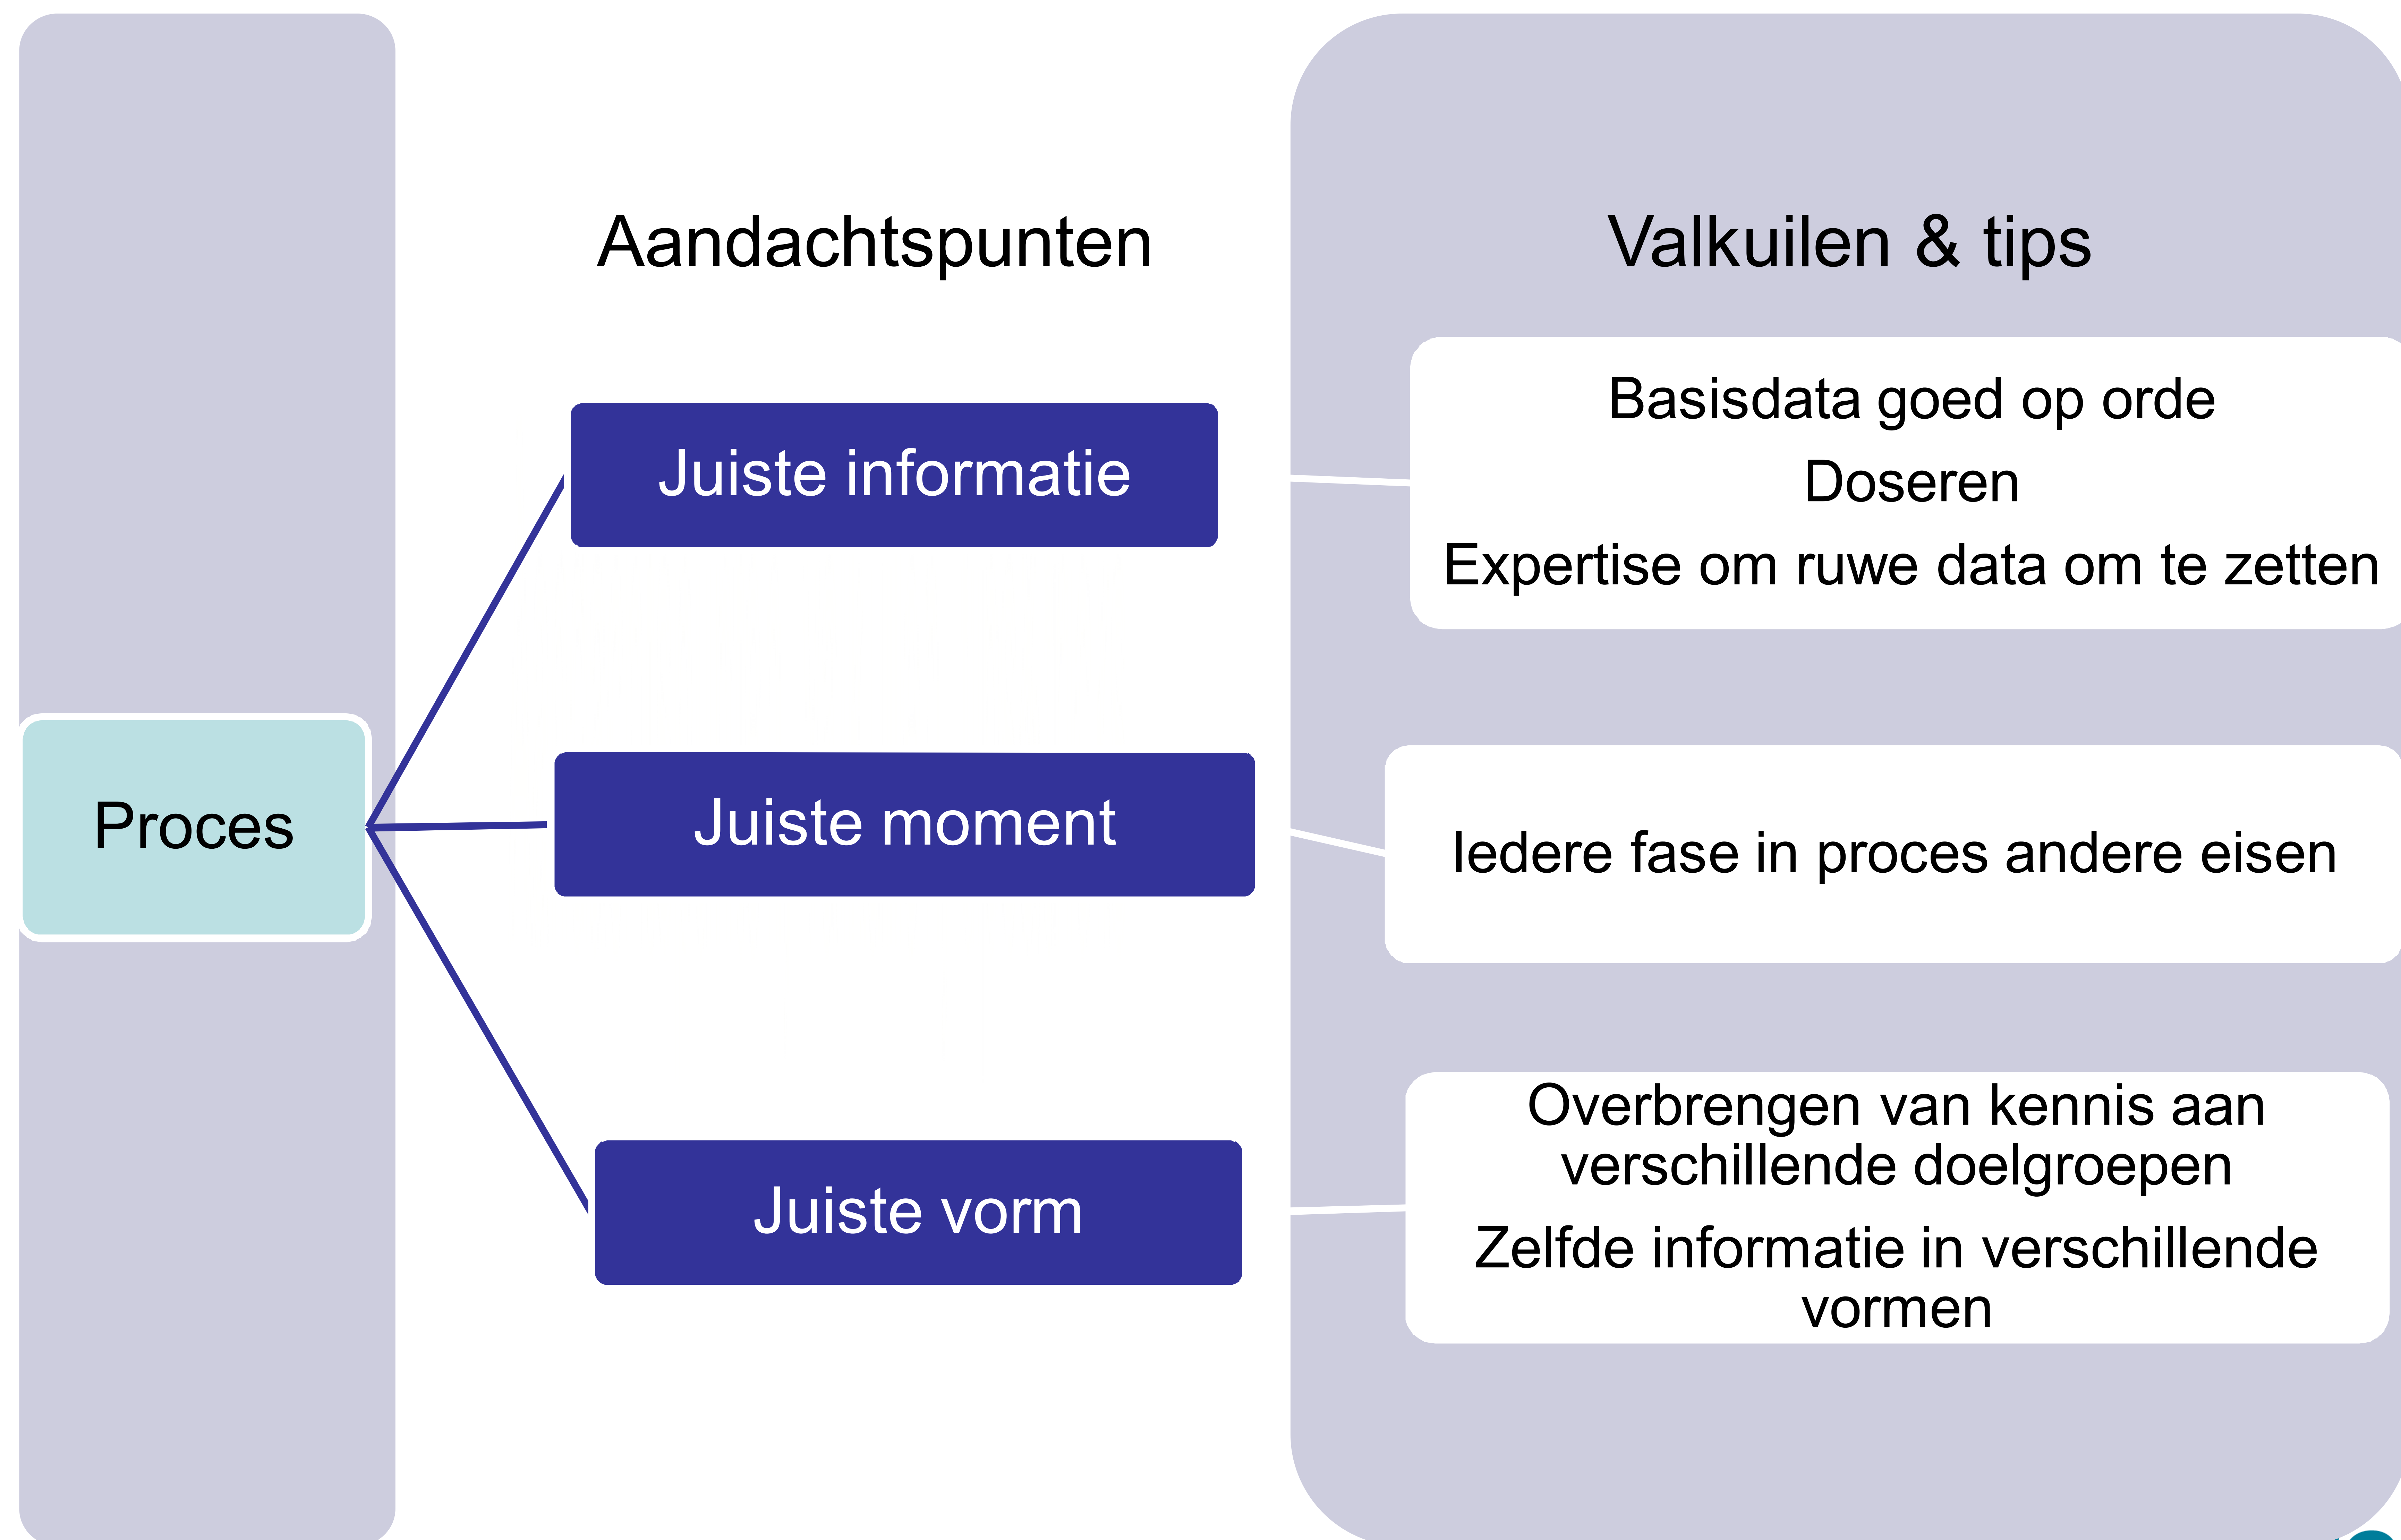 Aandachtspunten
Valkuilen & tips
Proces
Juiste informatie
Basisdata goed op orde
Doseren
Expertise om ruwe data om te zetten
Juiste moment
Iedere fase in proces andere eisen
Juiste vorm
Overbrengen van kennis aan
verschillende doelgroepen
Zelfde informatie in verschillende
vormen